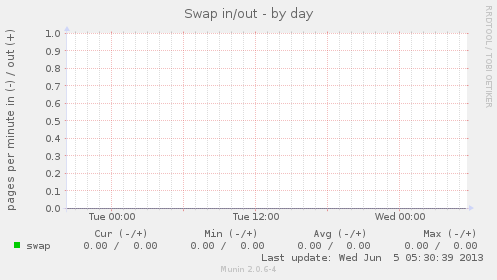 Swap in/out - by day
RRDTOOL / TOBI OETIKER
pages per minute in (-) / out (+)
1.0
0.9
0.8
0.7
0.6
0.5
0.4
0.3
0.2
0.1
0.0
Tue 00:00 Tue 12:00 Wed 00:00
Cur (-/+) Min (-/+) Avg (-/+) Max (-/+)
swap 0.00 / 0.00 0.00 / 0.00 0.00 / 0.00 0.00 / 0.00
Last update: Wed Jun 5 05:30:39 2013
Munin 2.0.6-4